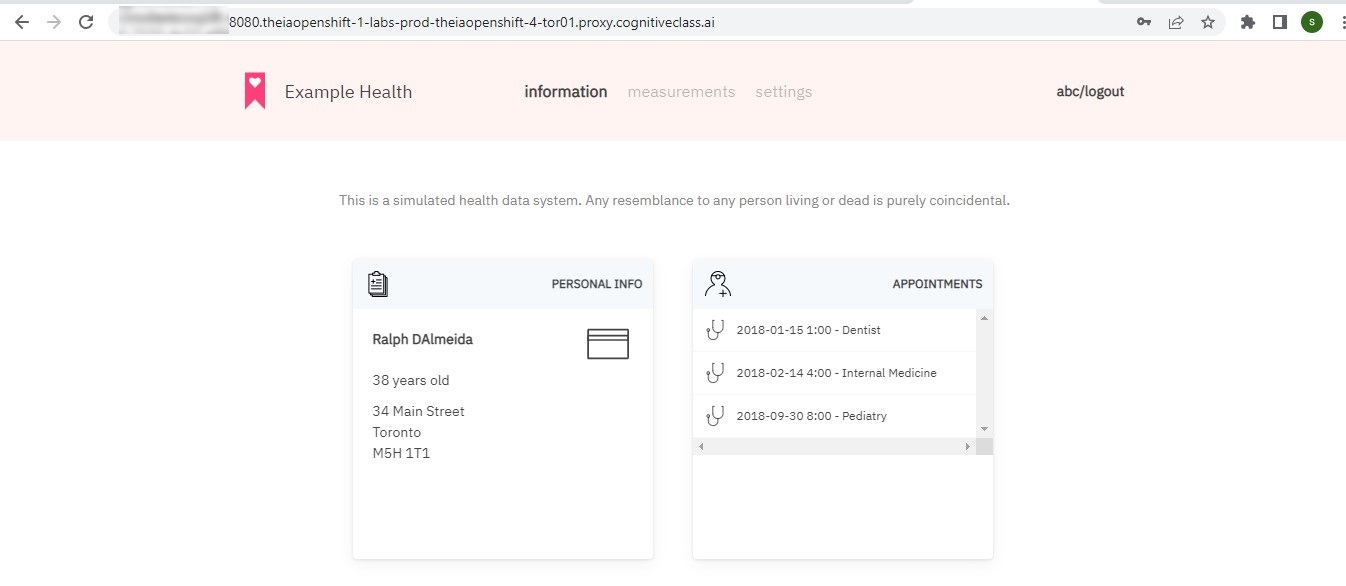 8080.theiaopenshift-1-labs-prod-theiaopenshift-4-tor01.proxy.cognitiveclass.ai
S
Example Health
information
measurements
settings
abc/logout
This is a simulated health data system. Any resemblance to any person living or dead is purely coincidental.
PERSONAL INFO
Ralph DAlmeida
38 years old
34 Main Street
Toronto
M5H 1T1
APPOINTMENTS
2018-01-15 1:00 - Dentist
2018-02-14 4:00 - Internal Medicine
2018-09-30 8:00 - Pediatry